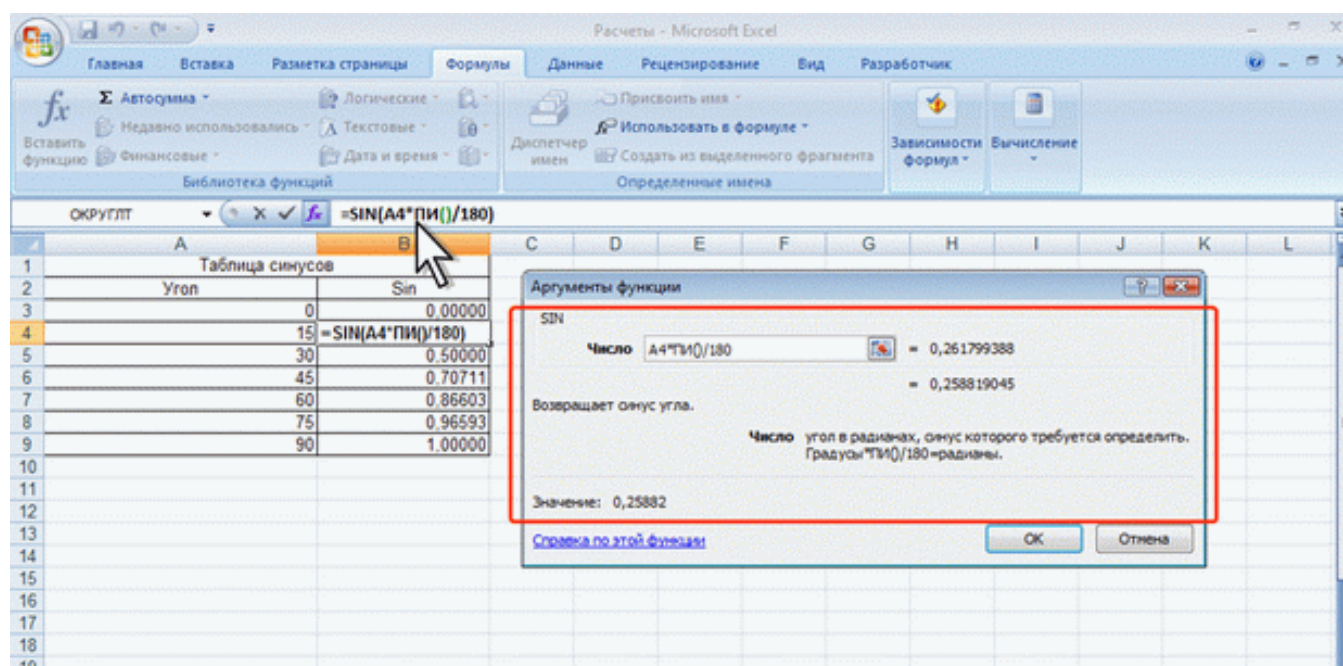 Расчеты - Microsoft Excel
Главная Вставка Разметка страницы Формулы Данные Рецензирование Вид Разработчик
fx Вставить функцию
Σ Автосумма
Недавно использовались
Финансовые
Логические
Текстовые
Дата и время
Библиотека функций
Диспетчер имен
Присвоить имя
Использовать в формуле
Создать из выделенного фрагмента
Определенные имена
Зависимости формул
Вычисление
ОКРУГЛТ fx =SIN(A4*ПИ()/180)
A B C D E F G H I J K L
1 Таблица синусов
2 Угол Sin
3 0 0,00000
4 15 =SIN(A4*ПИ()/180)
5 30 0,50000
6 45 0,70711
7 60 0,86603
8 75 0,96593
9 90 1,00000
10
11
12
13
14
15
16
17
18
19
Аргументы функции
SIN
Число A4*ПИ()/180 = 0,261799388
= 0,258819045
Возвращает синус угла.
Число угол в радианах, синус которого требуется определить.
Градусы*ПИ()/180=радианы.
Значение: 0,25882
Справка по этой функции OK Отмена